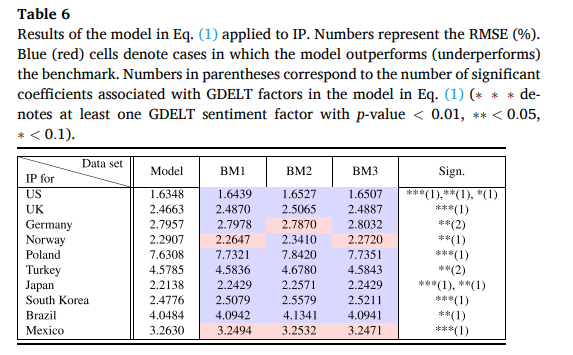 Table 6
Results of the model in Eq. (1) applied to IP. Numbers represent the RMSE (%).
Blue (red) cells denote cases in which the model outperforms (underperforms)
the benchmark. Numbers in parentheses correspond to the number of significant
coefficients associated with GDELT factors in the model in Eq. (1) (∗ ∗ ∗ de-
notes at least one GDELT sentiment factor with p-value < 0.01, ∗∗ < 0.05,
∗ < 0.1).
Data set
IP for
Model BM1 BM2 BM3 Sign.
US 1.6348 1.6439 1.6527 1.6507 ***(1),**(1), *(1)
UK 2.4663 2.4870 2.5065 2.4887 ***(1)
Germany 2.7957 2.7978 2.7870 2.8032 **(2)
Norway 2.2907 2.2647 2.3410 2.2720 **(1)
Poland 7.6308 7.7321 7.8420 7.7351 ***(1)
Turkey 4.5785 4.5836 4.6780 4.5843 **(2)
Japan 2.2138 2.2429 2.2571 2.2429 ***(1), **(1)
South Korea 2.4776 2.5079 2.5579 2.5211 ***(1)
Brazil 4.0484 4.0942 4.1341 4.0941 **(1)
Mexico 3.2630 3.2494 3.2532 3.2471 ***(1)